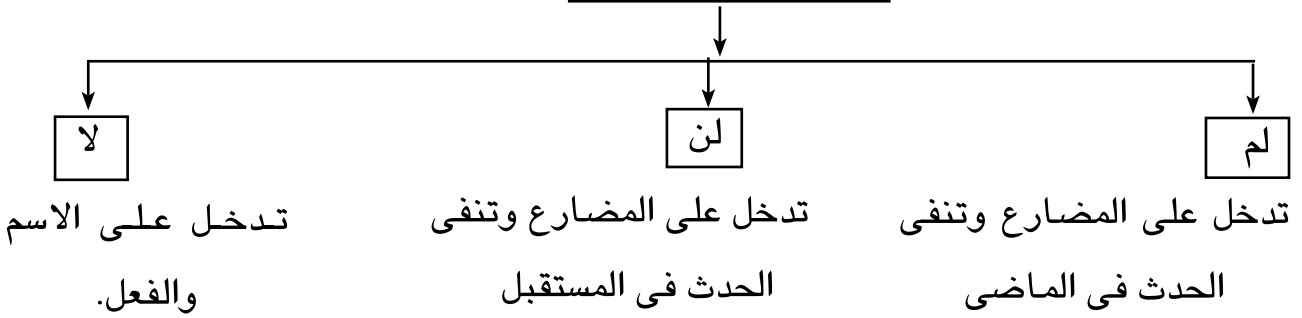 لم
تدخل على المضارع وتنفى
الحدث فى الماضى
لن
تدخل على المضارع وتنفى
الحدث فى المستقبل
لا
تدخل على الاسم
والفعل.